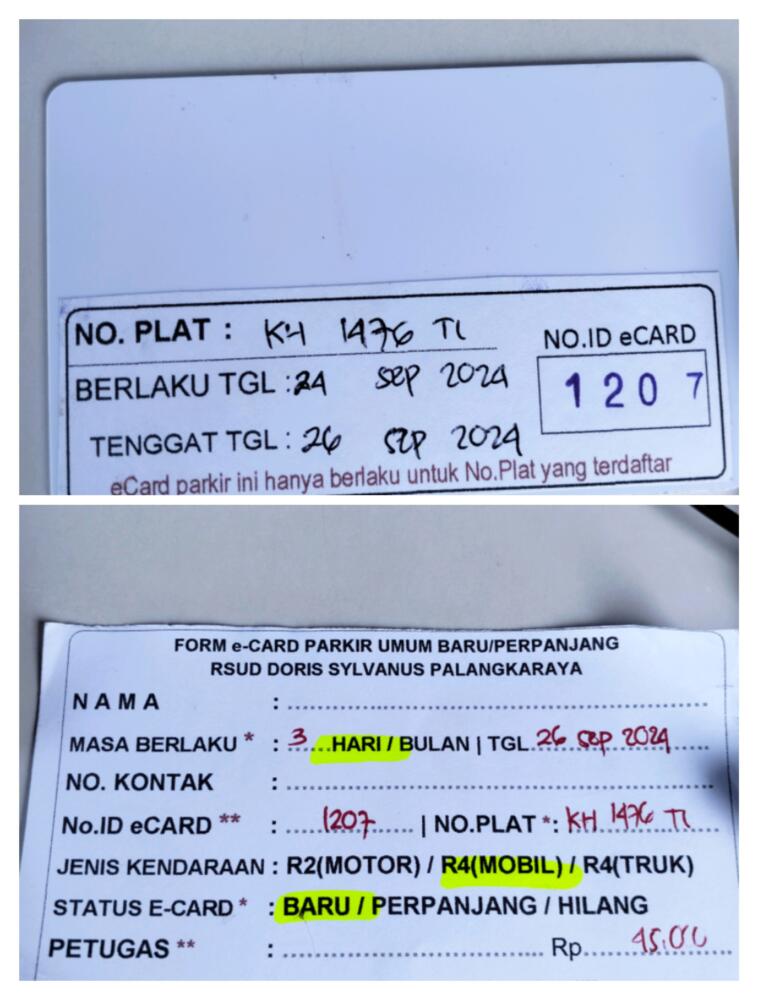 NO. PLAT : KH 1476 TL
NO.ID eCARD
BERLAKU TGL : 24 sep 2024
1207
TENGGAT TGL : 26 sep 2024
eCard parkir ini hanya berlaku untuk No.Plat yang terdaftar
FORM e-CARD PARKIR UMUM BARU/PERPANJANG
RSUD DORIS SYLVANUS PALANGKARAYA
NAMA :
MASA BERLAKU * : 3 HARI / BULAN | TGL 26 sep 2024
NO. KONTAK :
No.ID eCARD ** : 1207 | NO.PLAT *: KH 1476 TL
JENIS KENDARAAN : R2(MOTOR) / R4(MOBIL) / R4(TRUK)
STATUS E-CARD * : BARU / PERPANJANG / HILANG
PETUGAS ** : Rp